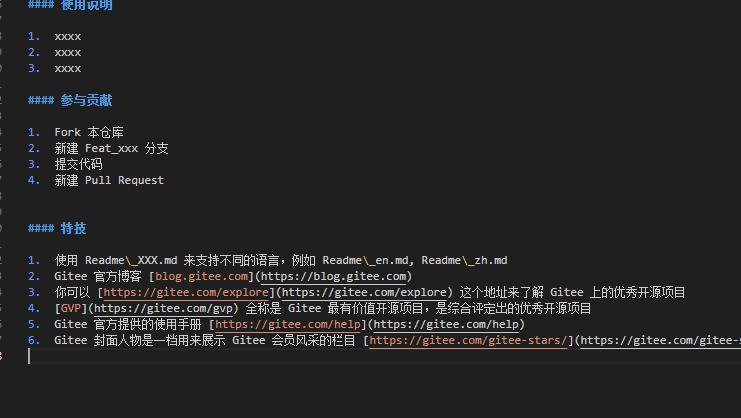 #### 使用说明
1. xxxx
2. xxxx
3. xxxx
#### 参与贡献
1. Fork 本仓库
2. 新建 Feat_xxx 分支
3. 提交代码
4. 新建 Pull Request
#### 特技
1. 使用 Readme\_XXX.md 来支持不同的语言，例如 Readme\_en.md, Readme\_zh.md
2. Gitee 官方博客 [blog.gitee.com](https://blog.gitee.com)
3. 你可以 [https://gitee.com/explore](https://gitee.com/explore) 这个地址来了解 Gitee 上的优秀开源项目
4. [GVP](https://gitee.com/gvp) 全称是 Gitee 最有价值开源项目，是综合评定出的优秀开源项目
5. Gitee 官方提供的使用手册 [https://gitee.com/help](https://gitee.com/help)
6. Gitee 封面人物是一档用来展示 Gitee 会员风采的栏目 [https://gitee.com/gitee-stars/](https://gitee.com/gitee-s